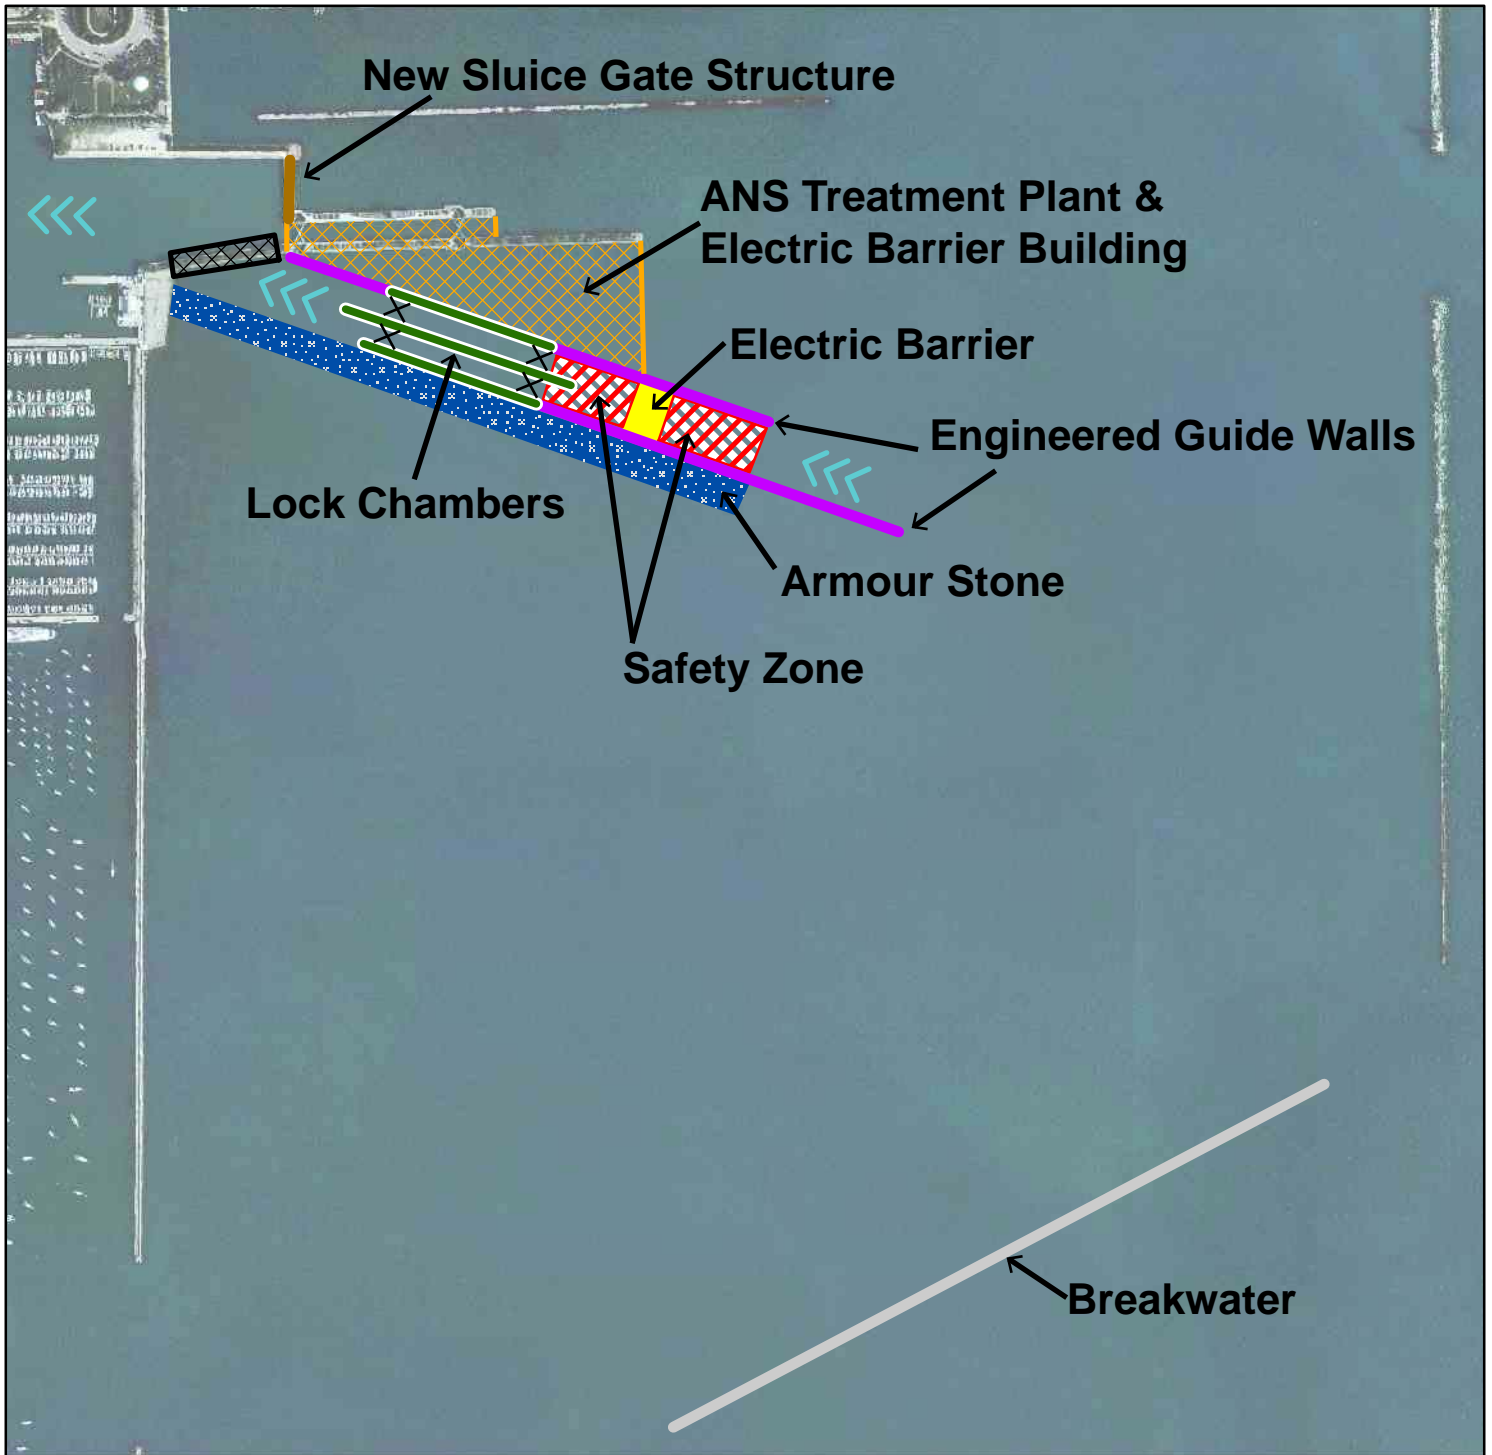 New Sluice Gate Structure
ANS Treatment Plant &
Electric Barrier Building
Electric Barrier
Engineered Guide Walls
Lock Chambers
Armour Stone
Safety Zone
Breakwater